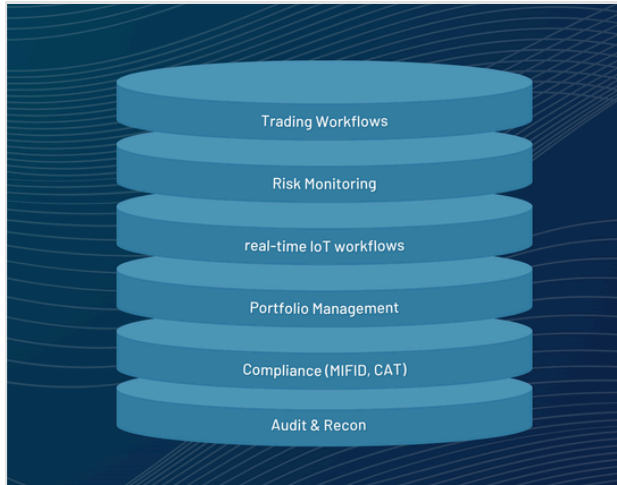 Trading Workflows
Risk Monitoring
real-time IoT workflows
Portfolio Management
Compliance (MIFID, CAT)
Audit & Recon